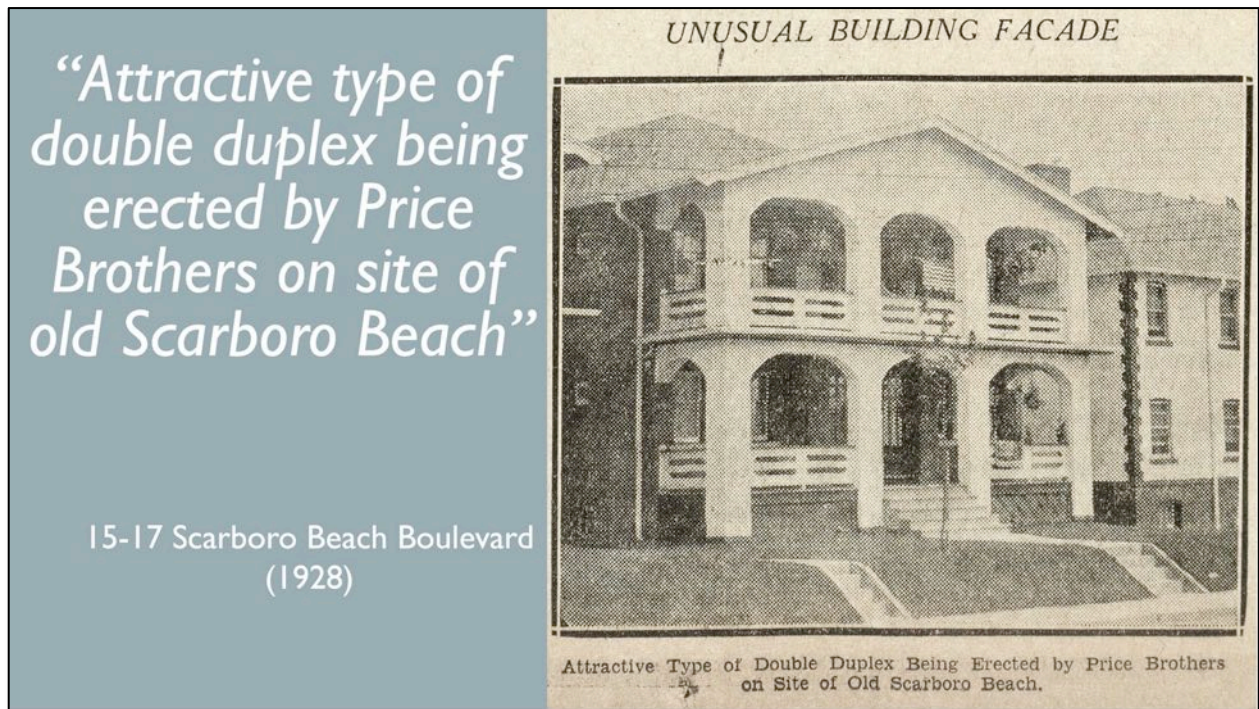 “Attractive type of
double duplex being
erected by Price
Brothers on site of
old Scarboro Beach”
15-17 Scarboro Beach Boulevard
(1928)
UNUSUAL BUILDING FACADE
Attractive Type of Double Duplex Being Erected by Price Brothers
on Site of Old Scarboro Beach.